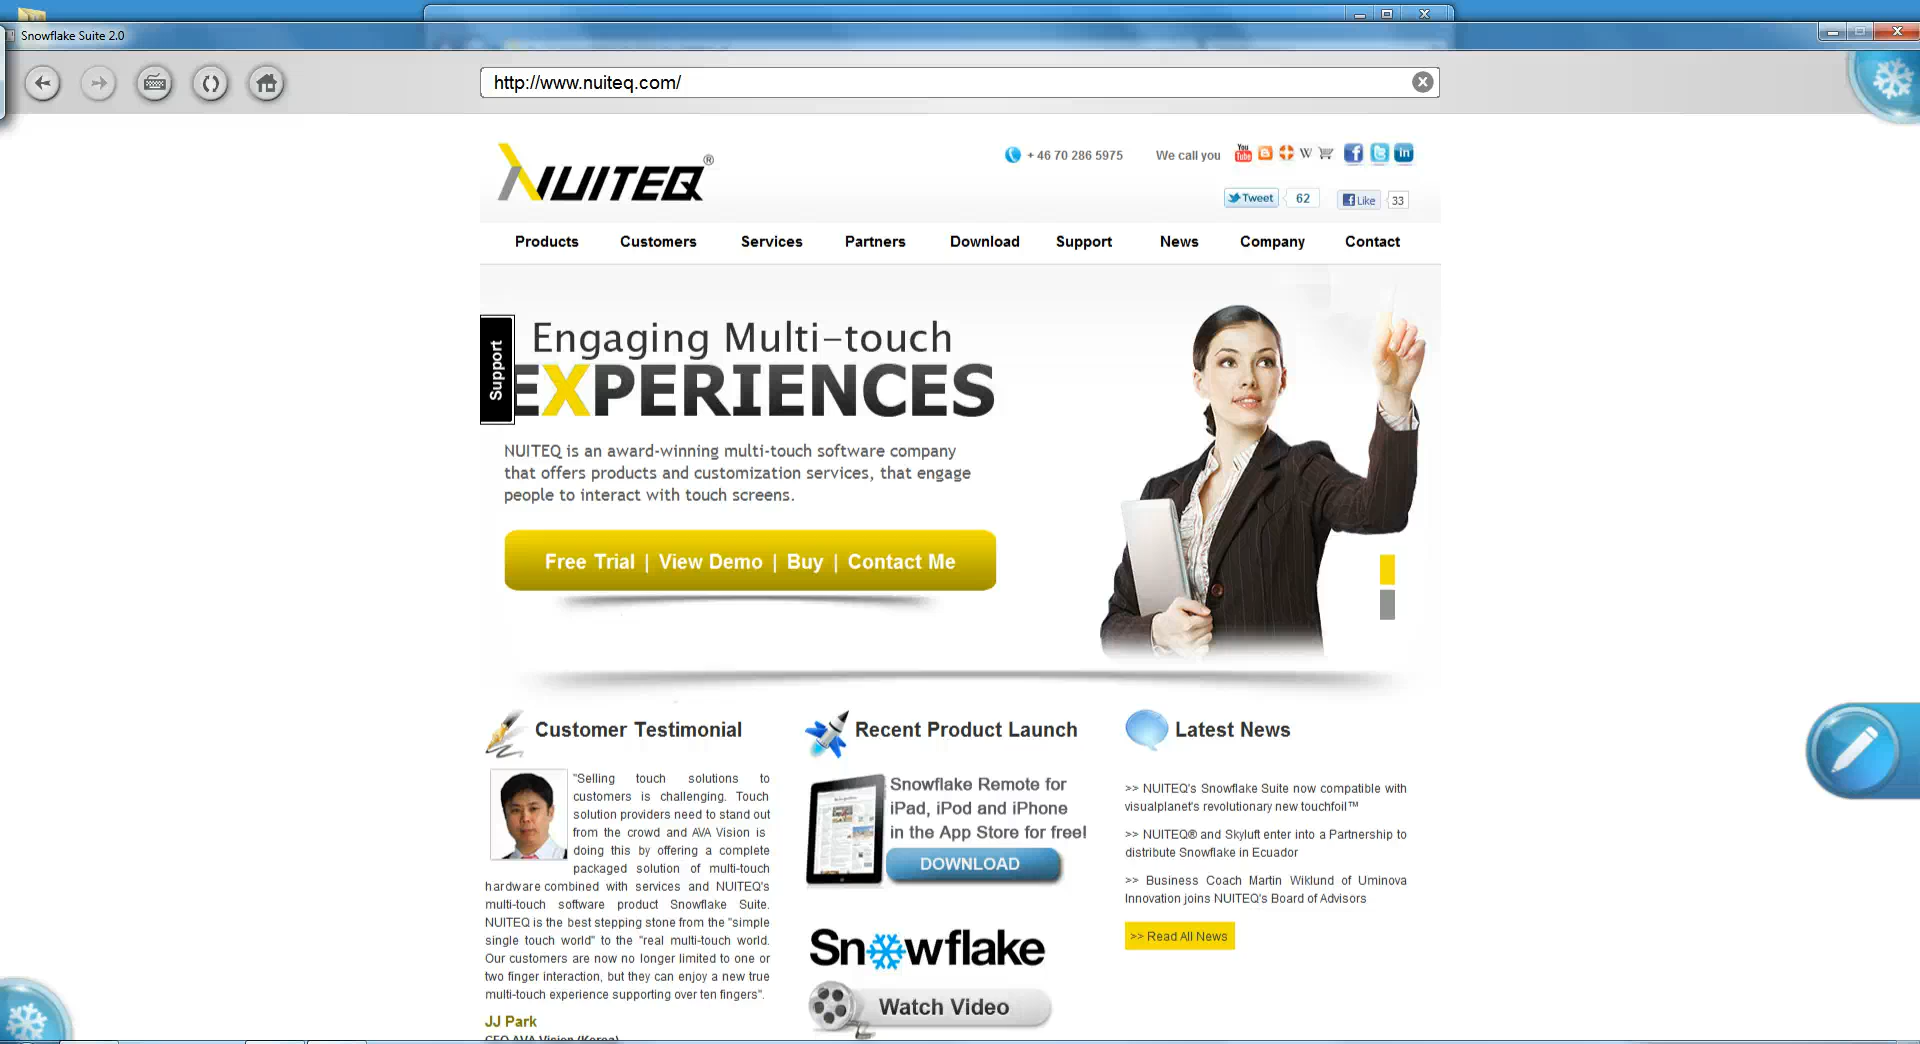 Snowflake Suite 2.0
http://www.nuiteq.com/
NUITEQ®
+ 46 70 286 5975
We call you
You Tube
W
f
t
in
Tweet
62
Like
33
Products
Customers
Services
Partners
Download
Support
News
Company
Contact
Support
Engaging Multi-touch
EXPERIENCES
NUITEQ is an award-winning multi-touch software company
that offers products and customization services, that engage
people to interact with touch screens.
Free Trial | View Demo | Buy | Contact Me
Customer Testimonial
"Selling touch solutions to
customers is challenging. Touch
solution providers need to stand out
from the crowd and AVA Vision is
doing this by offering a complete
packaged solution of multi-touch
hardware combined with services and NUITEQ's
multi-touch software product Snowflake Suite.
NUITEQ is the best stepping stone from the "simple
single touch world" to the "real multi-touch world.
Our customers are now no longer limited to one or
two finger interaction, but they can enjoy a new true
multi-touch experience supporting over ten fingers".
JJ Park
CEO AVA Vision (Korea)
Recent Product Launch
Snowflake Remote for
iPad, iPod and iPhone
in the App Store for free!
DOWNLOAD
Snowflake
Watch Video
Latest News
>> NUITEQ's Snowflake Suite now compatible with
visualplanet's revolutionary new touchfoil™
>> NUITEQ® and Skyluft enter into a Partnership to
distribute Snowflake in Ecuador
>> Business Coach Martin Wiklund of Uminova
Innovation joins NUITEQ's Board of Advisors
>> Read All News